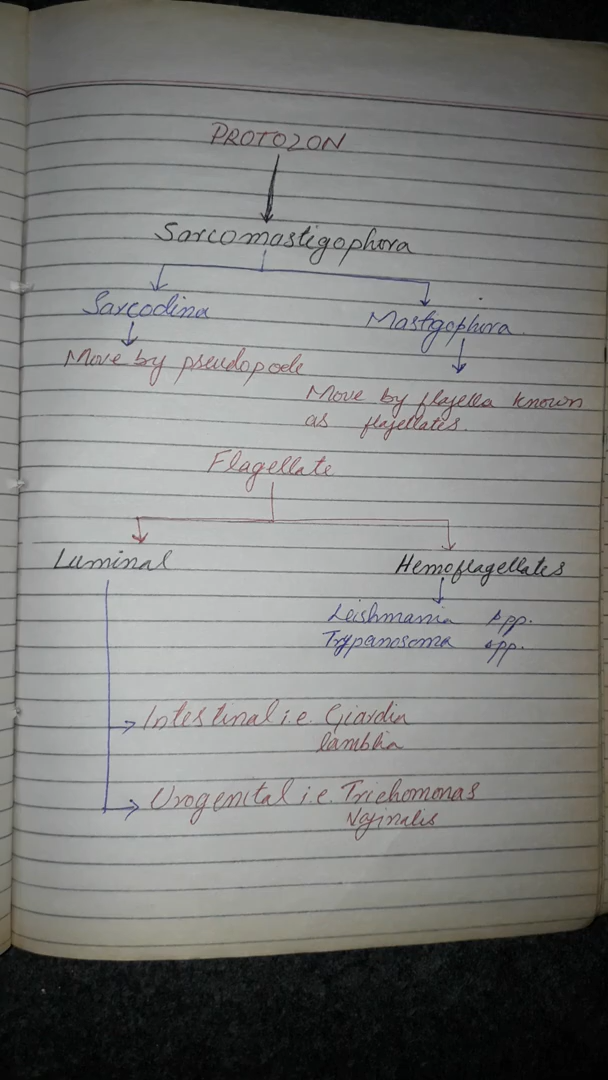 PROTOZON
Sarcomastigophora
Sarcodina
Mastigophora.
Move by pseudopode
Move by flagella known
as flagellates.
Flagellate
Luminal
Hemoflagellates
Leishmania spp.
Trypanosoma spp.
Intestinal i.e. Giardia
lamblia
Urogenital i.e. Trichomonas
Vaginalis